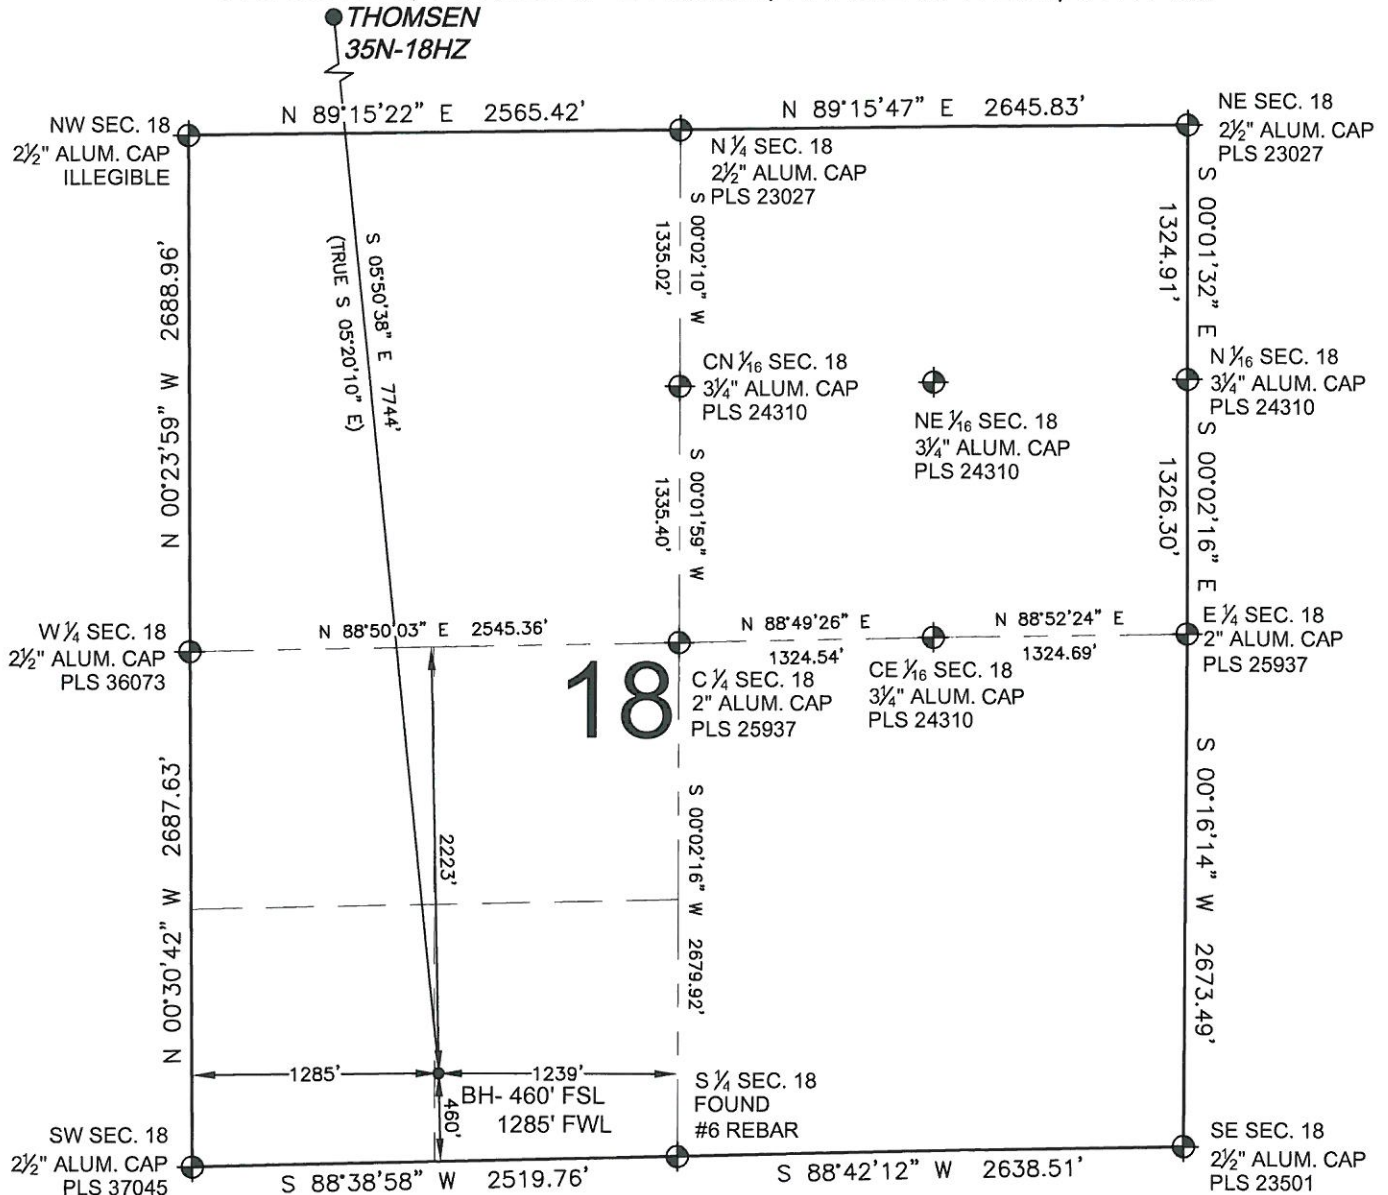 THOMSEN
35N-18HZ
N 89°15'22" E 2565.42'
N 89°15'47" E 2645.83'
NW SEC. 18
2½" ALUM. CAP
ILLEGIBLE
N ¼ SEC. 18
2½" ALUM. CAP
PLS 23027
NE SEC. 18
2½" ALUM. CAP
PLS 23027
N 00°23'59" W 2688.96'
S 05°50'38" E 7744'
(TRUE S 05°20'10" E)
S 00°02'10" W
1335.02'
S 00°01'32" E
1324.91'
CN 1/16 SEC. 18
3¼" ALUM. CAP
PLS 24310
NE 1/16 SEC. 18
3¼" ALUM. CAP
PLS 24310
N 1/16 SEC. 18
3¼" ALUM. CAP
PLS 24310
S 00°01'59" W
1335.40'
S 00°02'16" E
1326.30'
W ¼ SEC. 18
2½" ALUM. CAP
PLS 36073
N 88°50'03" E 2545.36'
N 88°49'26" E
1324.54'
N 88°52'24" E
1324.69'
E ¼ SEC. 18
2" ALUM. CAP
PLS 25937
18
C ¼ SEC. 18
2" ALUM. CAP
PLS 25937
CE 1/16 SEC. 18
3¼" ALUM. CAP
PLS 24310
N 00°30'42" W 2687.63'
2223'
S 00°02'16" W 2679.92'
S 00°16'14" W 2673.49'
1285'
1239'
BH- 460' FSL
1285' FWL
460'
S ¼ SEC. 18
FOUND
#6 REBAR
SW SEC. 18
2½" ALUM. CAP
PLS 37045
S 88°38'58" W 2519.76'
S 88°42'12" W 2638.51'
SE SEC. 18
2½" ALUM. CAP
PLS 23501